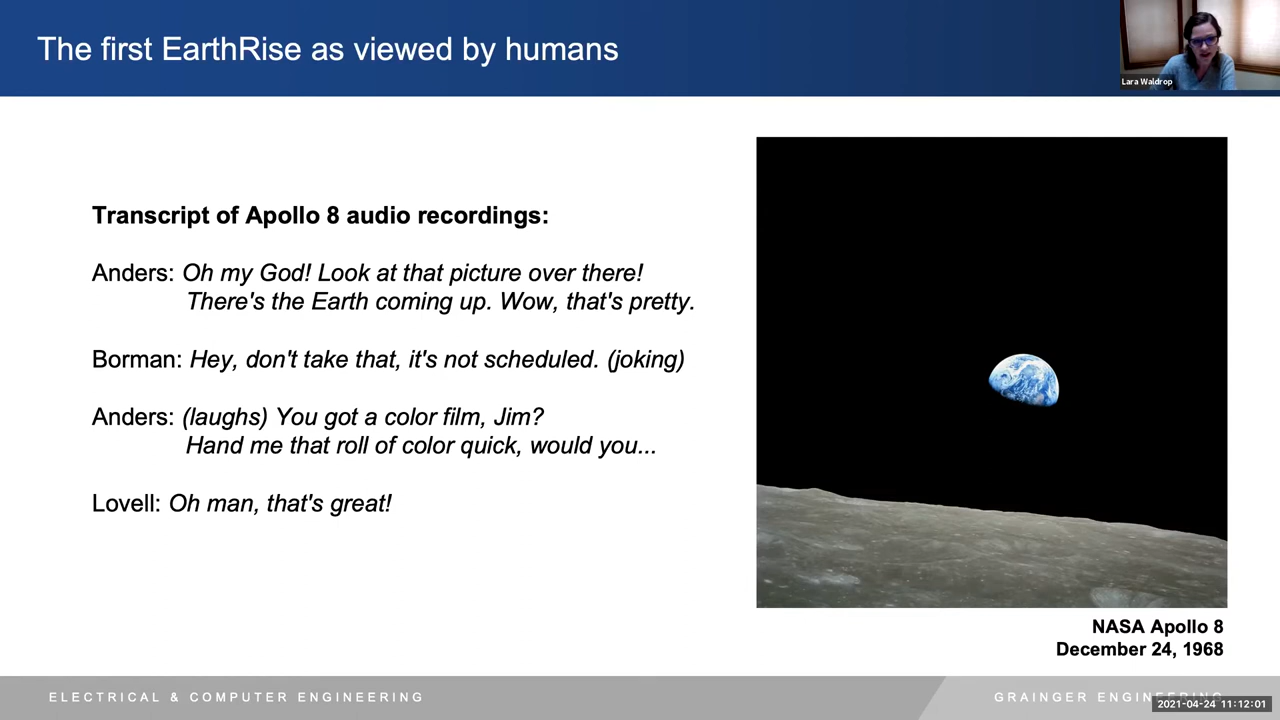 The first EarthRise as viewed by humans
Lara Waldrop
Transcript of Apollo 8 audio recordings:
Anders: Oh my God! Look at that picture over there!
There's the Earth coming up. Wow, that's pretty.
Borman: Hey, don't take that, it's not scheduled. (joking)
Anders: (laughs) You got a color film, Jim?
Hand me that roll of color quick, would you...
Lovell: Oh man, that's great!
NASA Apollo 8
December 24, 1968
ELECTRICAL & COMPUTER ENGINEERING
GRAINGER ENGINEERING
2021-04-24 11:12:01